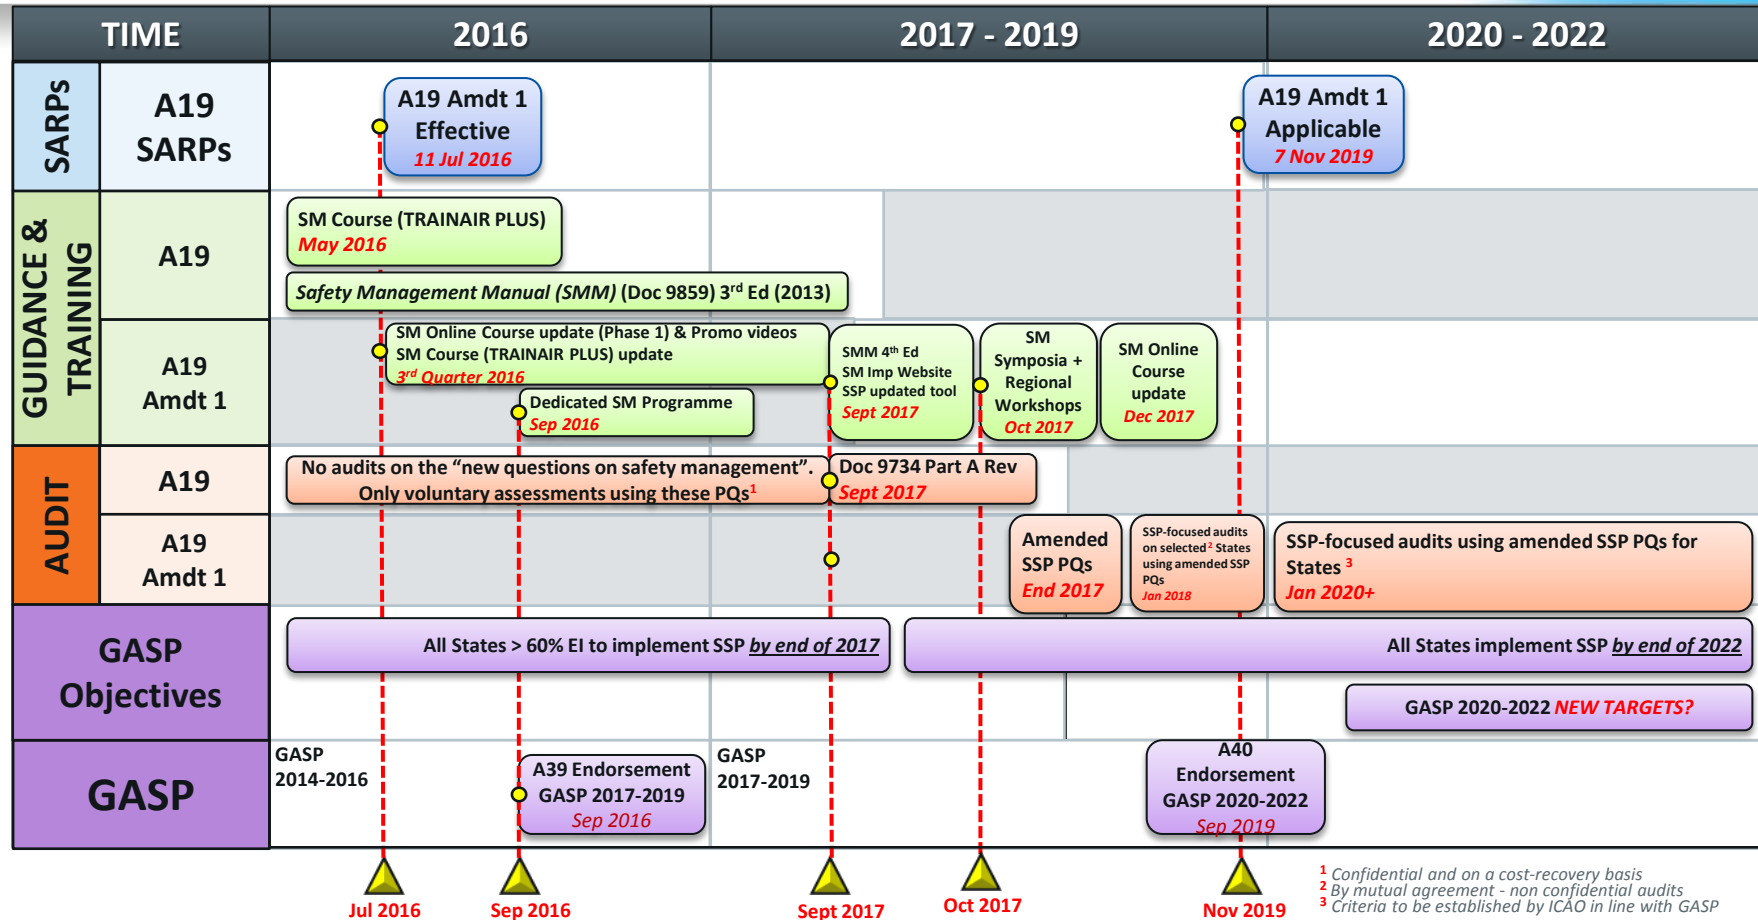 TIME
2016
2017 - 2019
2020 - 2022
SARPs
A19
SARPs
A19 Amdt 1
Effective
11 Jul 2016
A19 Amdt 1
Applicable
7 Nov 2019
GUIDANCE &
TRAINING
A19
SM Course (TRAINAIR PLUS)
May 2016
Safety Management Manual (SMM) (Doc 9859) 3rd Ed (2013)
A19
Amdt 1
SM Online Course update (Phase 1) & Promo videos
SM Course (TRAINAIR PLUS) update
3rd Quarter 2016
Dedicated SM Programme
Sep 2016
SMM 4th Ed
SM Imp Website
SSP updated tool
Sept 2017
SM
Symposia +
Regional
Workshops
Oct 2017
SM Online
Course
update
Dec 2017
AUDIT
A19
No audits on the “new questions on safety management”.
Only voluntary assessments using these PQs1
Doc 9734 Part A Rev
Sept 2017
A19
Amdt 1
Amended
SSP PQs
End 2017
SSP-focused audits
on selected2 States
using amended SSP
PQs
Jan 2018
SSP-focused audits using amended SSP PQs for
States 3
Jan 2020+
GASP
Objectives
All States > 60% EI to implement SSP by end of 2017
All States implement SSP by end of 2022
GASP 2020-2022 NEW TARGETS?
GASP
GASP
2014-2016
A39 Endorsement
GASP 2017-2019
Sep 2016
GASP
2017-2019
A40
Endorsement
GASP 2020-2022
Sep 2019
Jul 2016
Sep 2016
Sept 2017
Oct 2017
Nov 2019
1 Confidential and on a cost-recovery basis
2 By mutual agreement - non confidential audits
3 Criteria to be established by ICAO in line with GASP